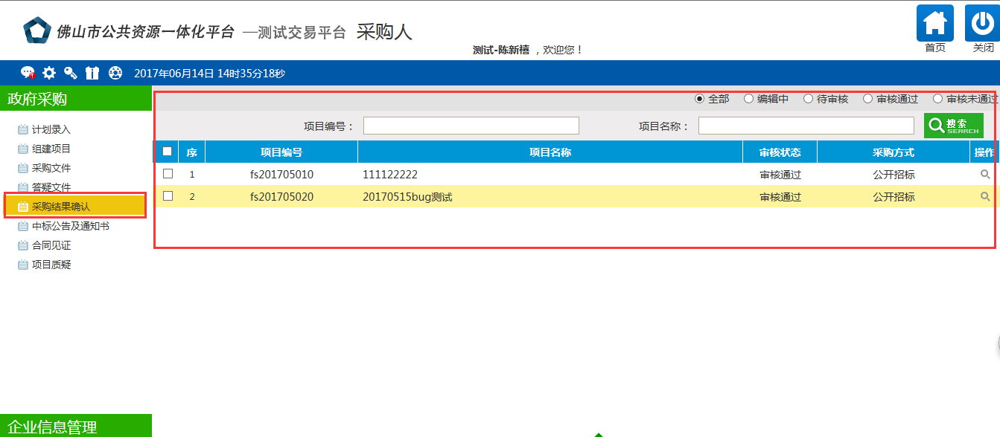 佛山市公共资源一体化平台 —测试交易平台 采购人
首页
关闭
测试-陈新禧 ，欢迎您！
2017年06月14日 14时35分18秒
政府采购
计划录入
组建项目
采购文件
答疑文件
采购结果确认
中标公告及通知书
合同见证
项目质疑
企业信息管理
全部 编辑中 待审核 审核通过 审核未通过
项目编号： 项目名称： 搜索 SEARCH
序 项目编号 项目名称 审核状态 采购方式 操作
1 fs201705010 111122222 审核通过 公开招标
2 fs201705020 20170515bug测试 审核通过 公开招标